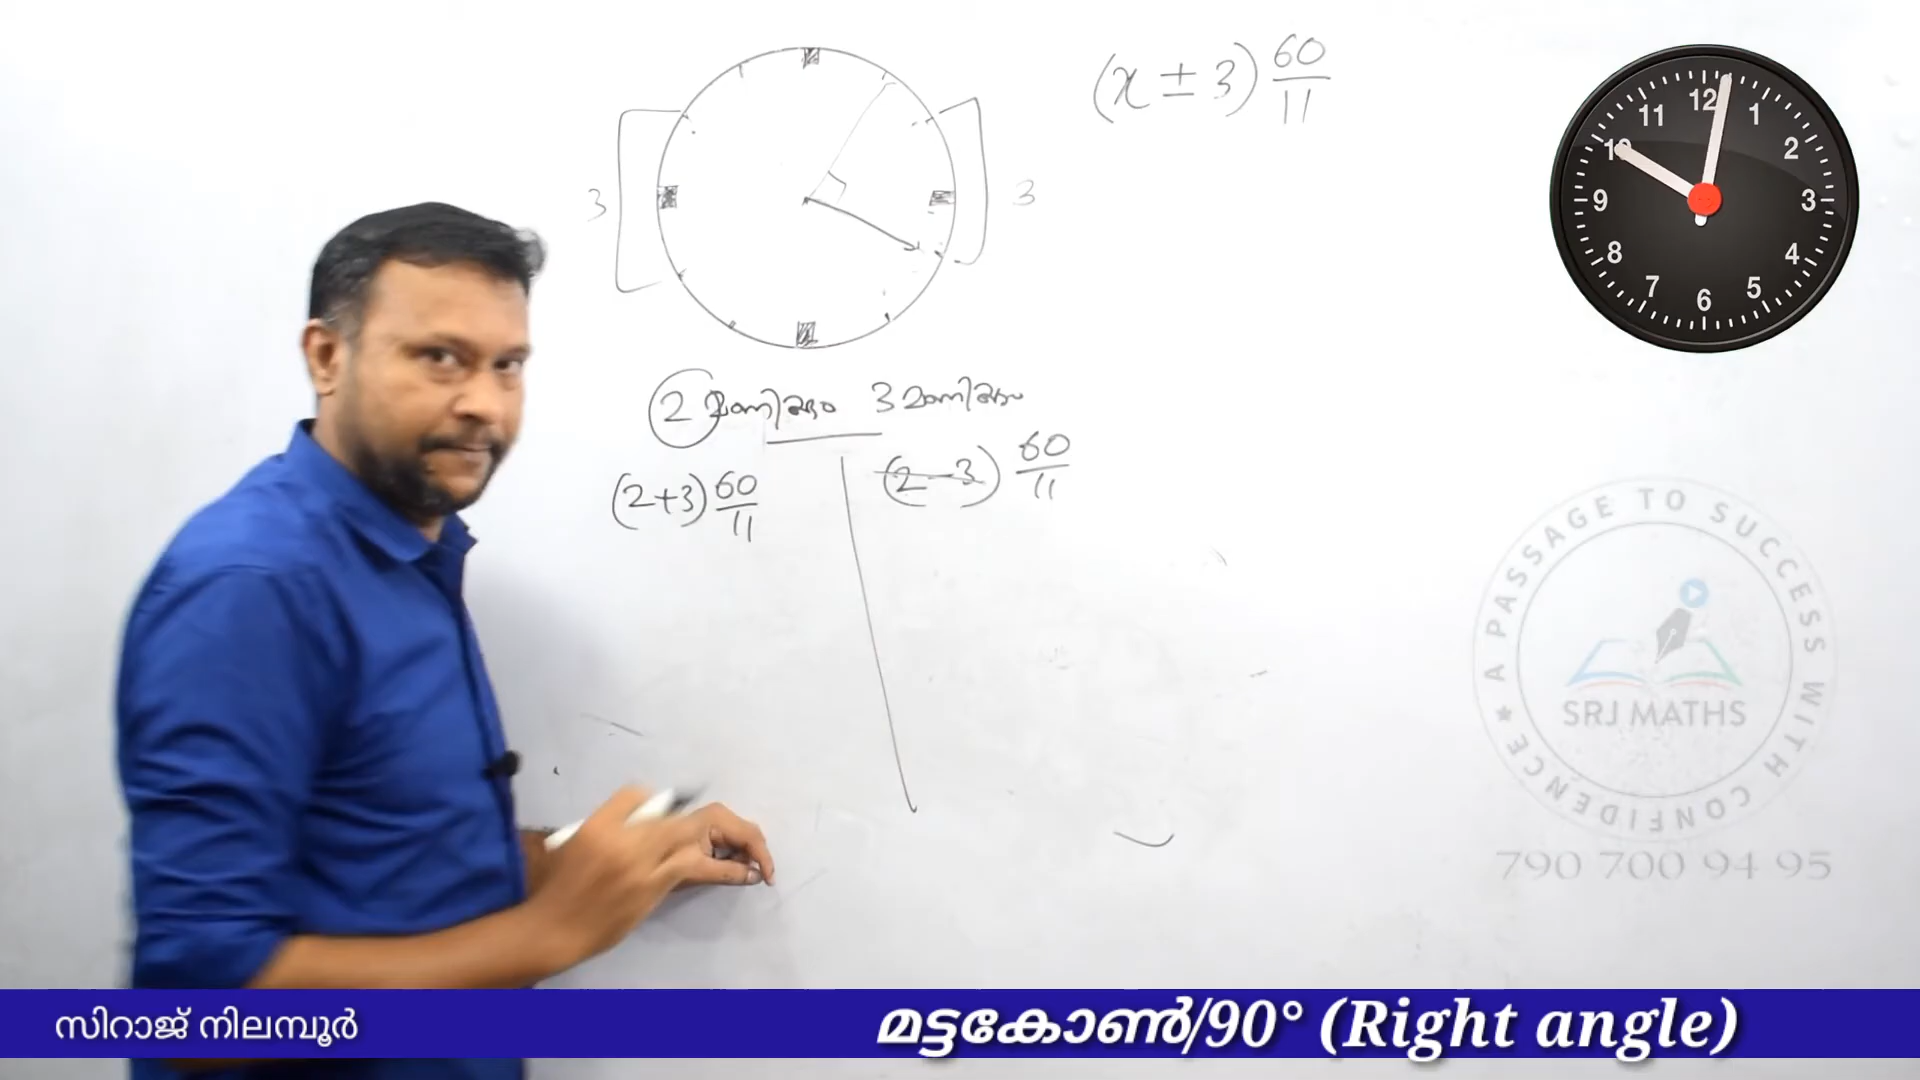 (x ± 3) 60/11
3
3
12
11
1
10
2
9
3
8
4
7
5
6
2 മണിക്കും 3 മണിക്കും
(2+3) 60/11
(2-3) 60/11
A PASSAGE TO SUCCESS WITH CONFIDENCE
SRJ MATHS
790 700 94 95
സിറാജ് നിലമ്പൂർ
മട്ടകോൺ/90° (Right angle)